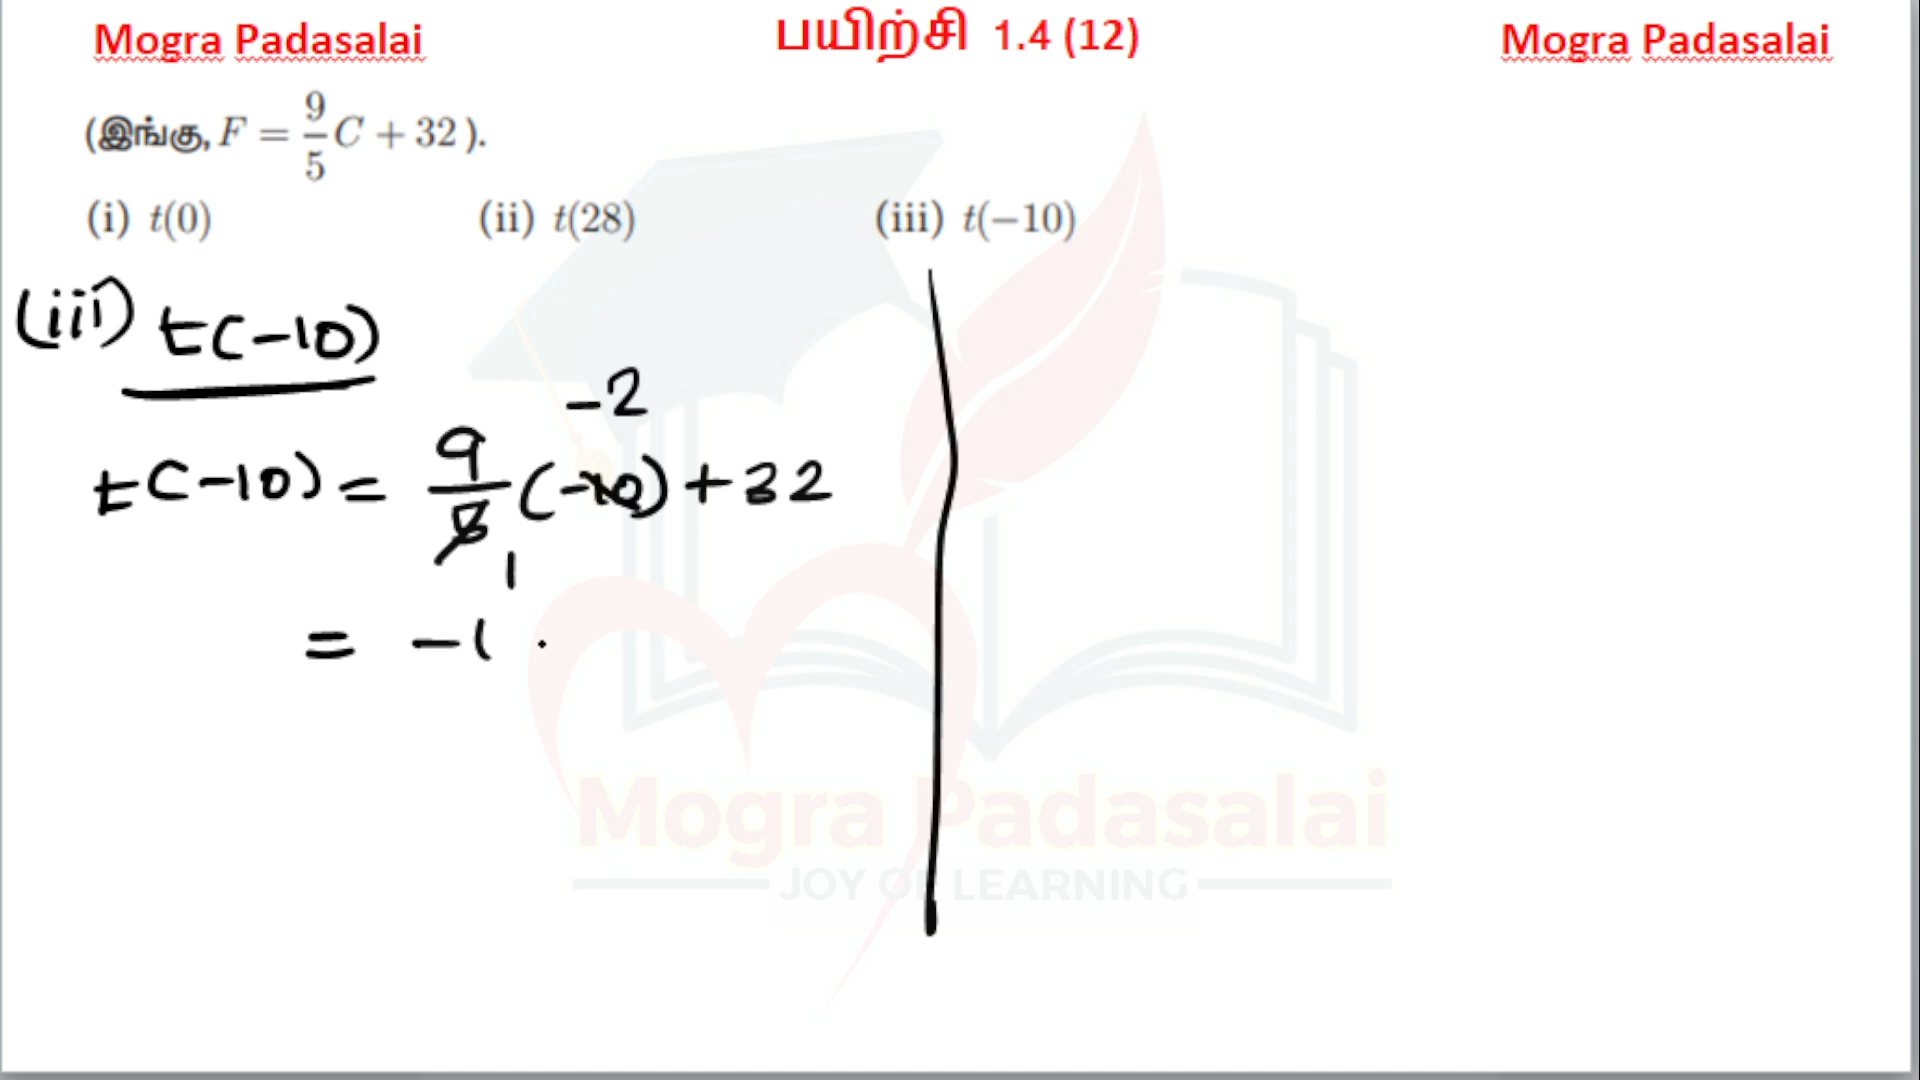 Mogra Padasalai பயிற்சி 1.4 (12) Mogra Padasalai
(இங்கு, F = 9/5 C + 32 ).
(i) t(0) (ii) t(28) (iii) t(−10)
(iii) t(-10)
-2
t(-10) = 9/5 (-10) + 32
1
= -1
Mogra Padasalai
JOY OF LEARNING